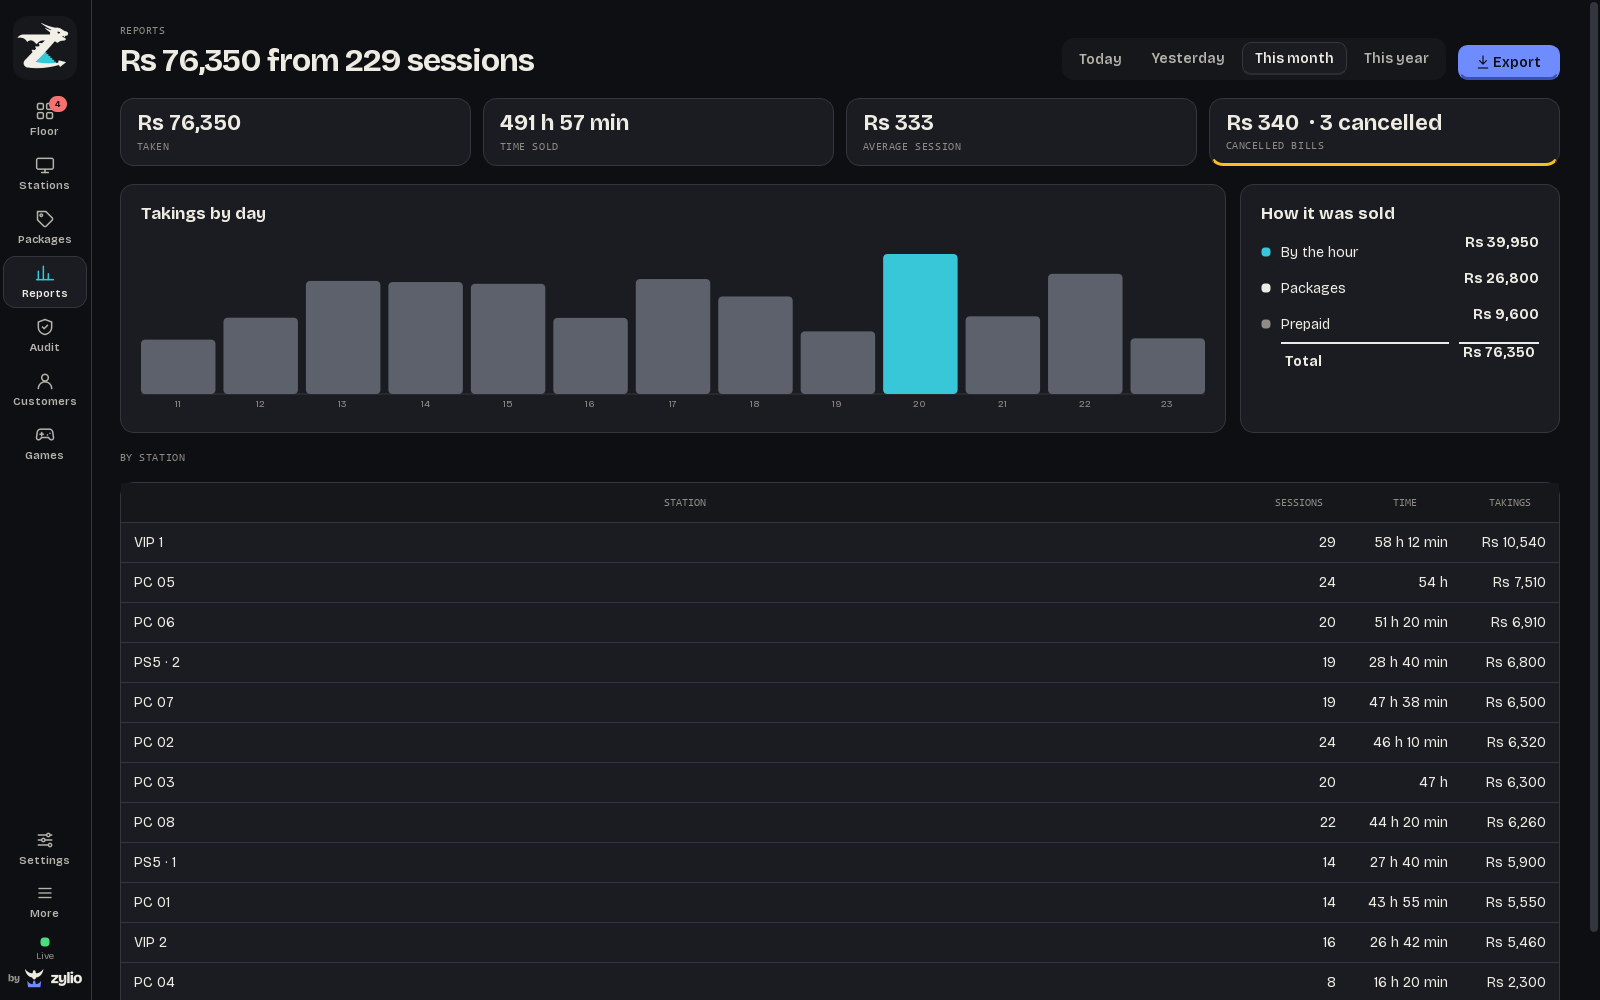 REPORTS
Rs 76,350 from 229 sessions
Today
Yesterday
This month
This year
Export
4
Floor
Stations
Packages
Reports
Audit
Customers
Games
Settings
More
Live
by zylio
Rs 76,350
TAKEN
491 h 57 min
TIME SOLD
Rs 333
AVERAGE SESSION
Rs 340 · 3 cancelled
CANCELLED BILLS
Takings by day
11 12 13 14 15 16 17 18 19 20 21 22 23
How it was sold
By the hour Rs 39,950
Packages Rs 26,800
Prepaid Rs 9,600
Total Rs 76,350
BY STATION
STATION SESSIONS TIME TAKINGS
VIP 1 29 58 h 12 min Rs 10,540
PC 05 24 54 h Rs 7,510
PC 06 20 51 h 20 min Rs 6,910
PS5 · 2 19 28 h 40 min Rs 6,800
PC 07 19 47 h 38 min Rs 6,500
PC 02 24 46 h 10 min Rs 6,320
PC 03 20 47 h Rs 6,300
PC 08 22 44 h 20 min Rs 6,260
PS5 · 1 14 27 h 40 min Rs 5,900
PC 01 14 43 h 55 min Rs 5,550
VIP 2 16 26 h 42 min Rs 5,460
PC 04 8 16 h 20 min Rs 2,300